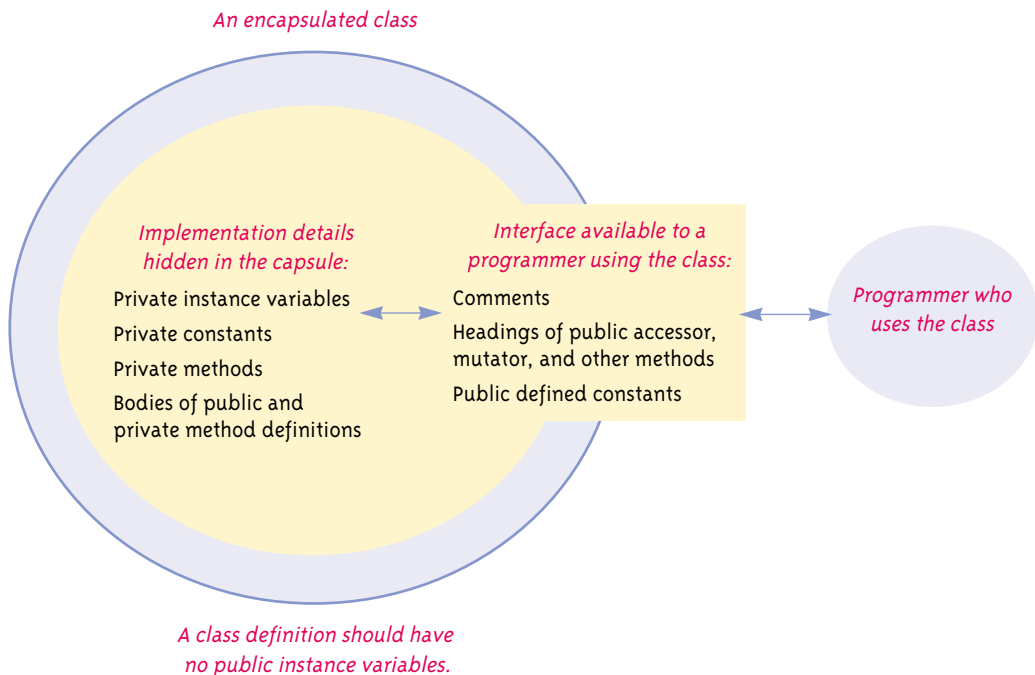 An encapsulated class
Implementation details
hidden in the capsule:
Private instance variables
Private constants
Private methods
Bodies of public and
private method definitions
Interface available to a
programmer using the class:
Comments
Headings of public accessor,
mutator, and other methods
Public defined constants
Programmer who
uses the class
A class definition should have
no public instance variables.